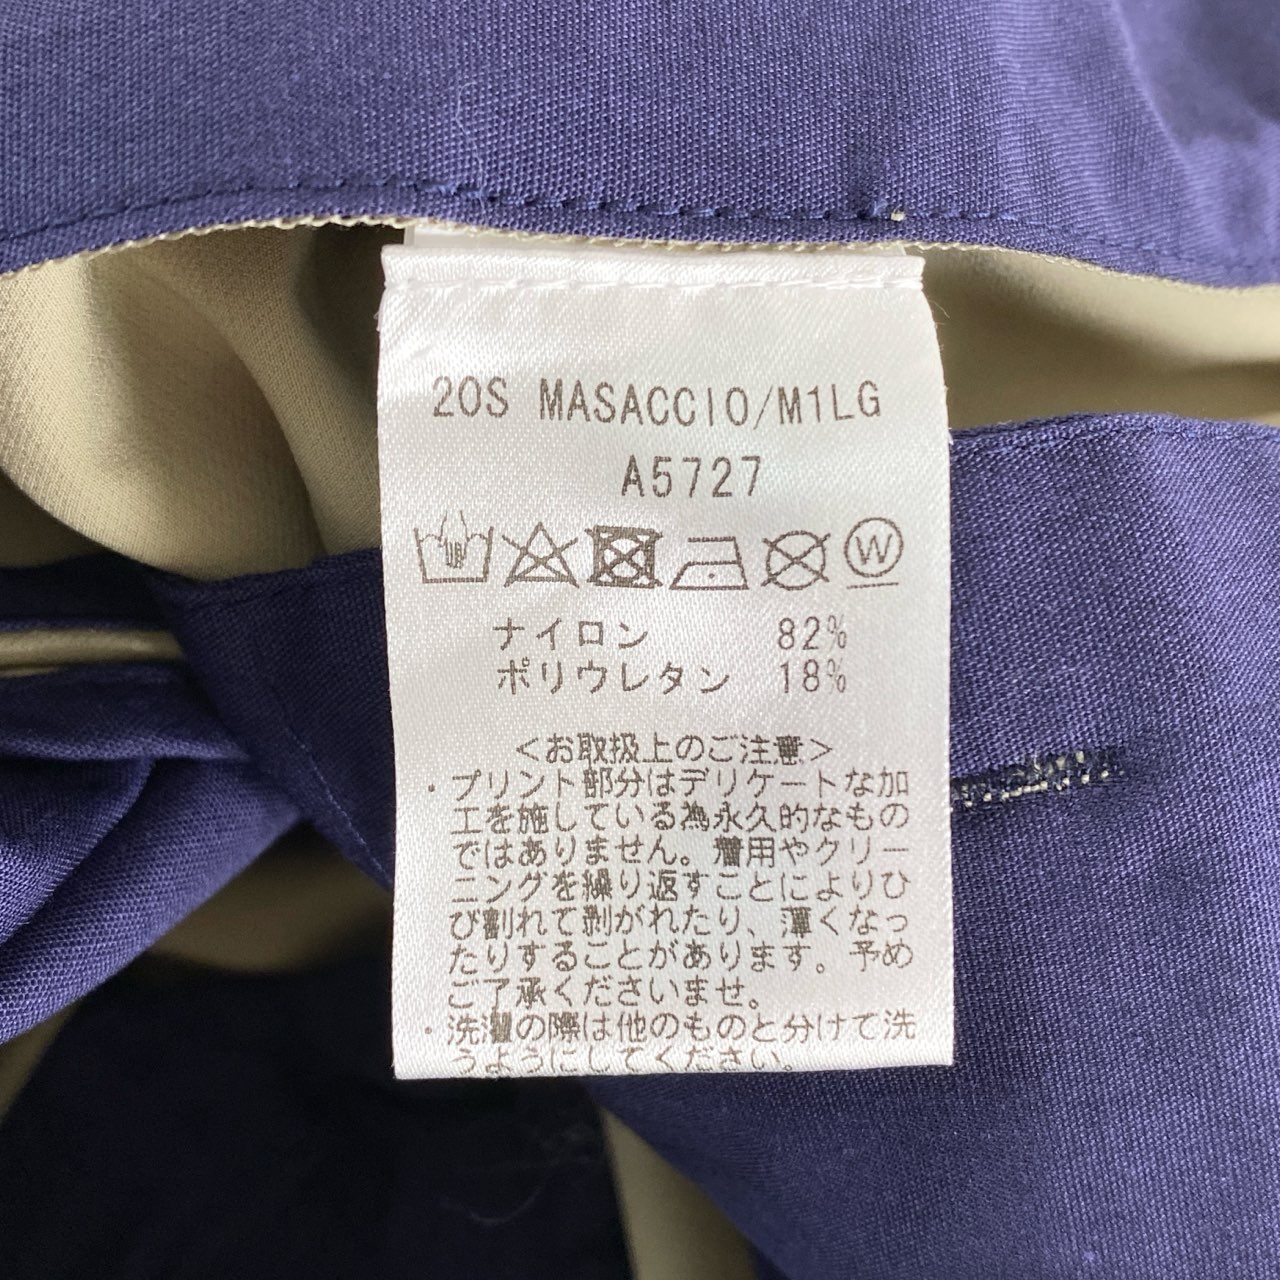 20S MASACCIO/M1LG
A5727
W
ナイロン 82%
ポリウレタン 18%
<お取扱上のご注意>
・プリント部分はデリケートな加
工を施している為永久的なもの
ではありません。着用やクリー
ニングを繰り返すことによりひ
び割れて剥がれたり、薄くなっ
たりすることがあります。予め
ご了承くださいませ。
・洗濯の際は他のものと分けて洗
うようにしてください。